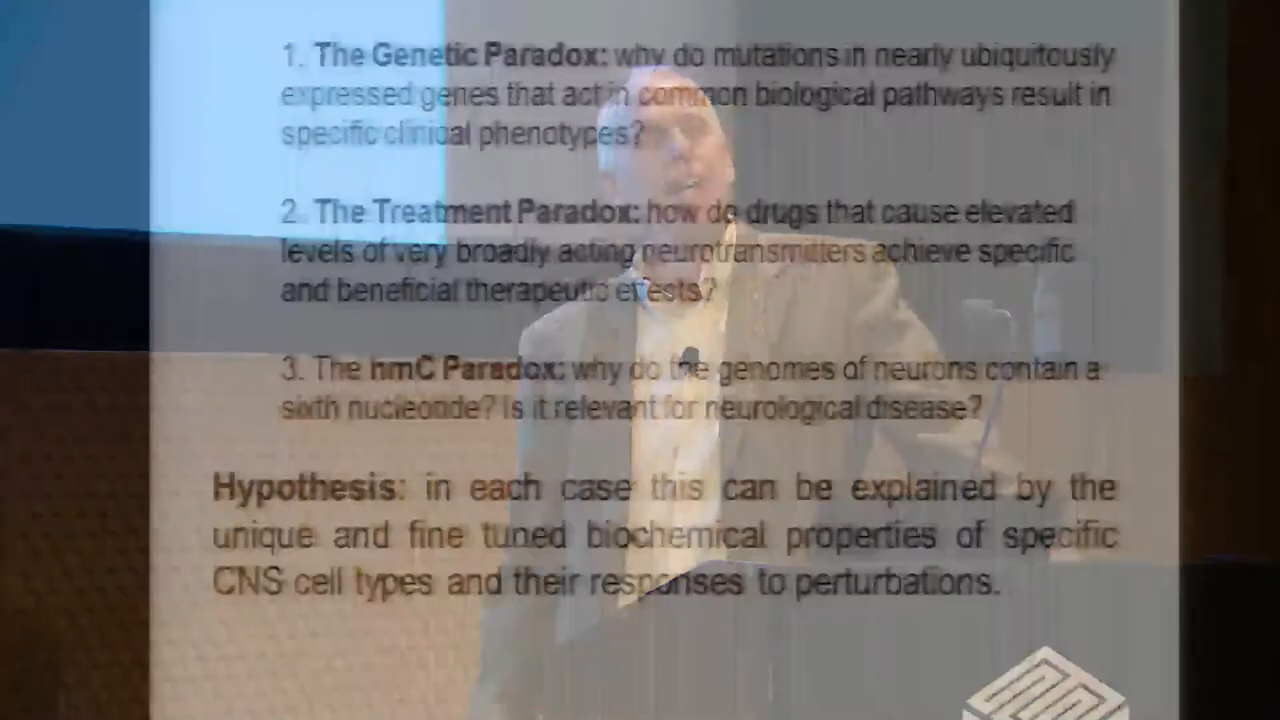 1. The Genetic Paradox: why do mutations in nearly ubiquitously
expressed genes that act in common biological pathways result in
specific clinical phenotypes?
2. The Treatment Paradox: how do drugs that cause elevated
levels of very broadly acting neurotransmitters achieve specific
and beneficial therapeutic effects?
3. The hmC Paradox: why do the genomes of neurons contain a
sixth nucleotide? Is it relevant for neurological disease?
Hypothesis: in each case this can be explained by the
unique and fine tuned biochemical properties of specific
CNS cell types and their responses to perturbations.